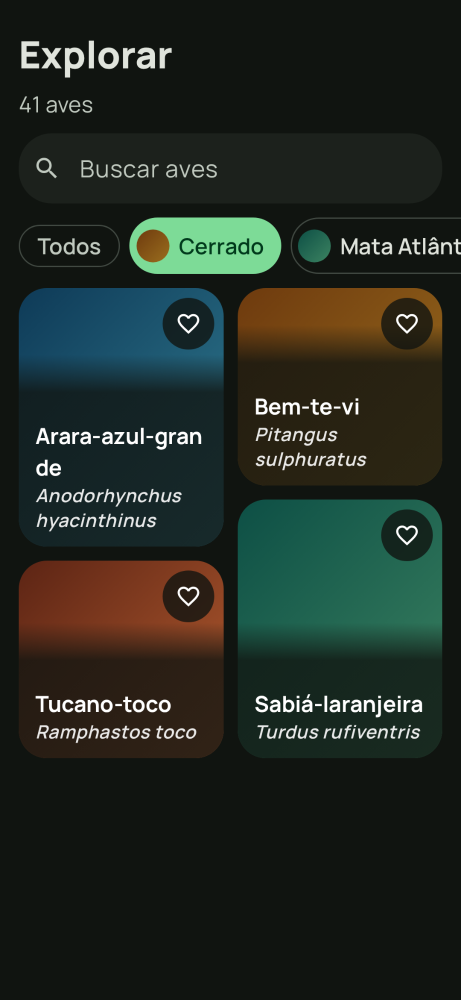 Explorar
41 aves
Buscar aves
Todos
Cerrado
Mata Atlânt
Arara-azul-gran
de
Anodorhynchus
hyacinthinus
Bem-te-vi
Pitangus
sulphuratus
Tucano-toco
Ramphastos toco
Sabiá-laranjeira
Turdus rufiventris